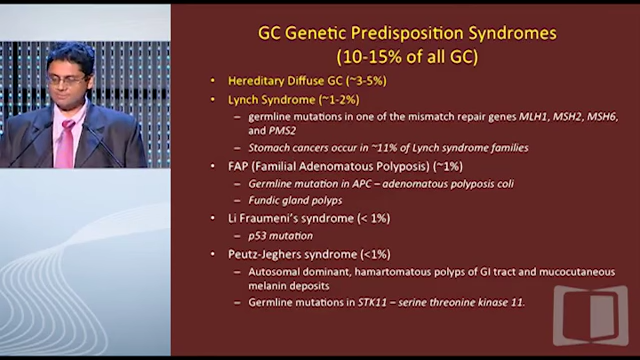 GC Genetic Predisposition Syndromes
(10-15% of all GC)
• Hereditary Diffuse GC (~3-5%)
• Lynch Syndrome (~1-2%)
– germline mutations in one of the mismatch repair genes MLH1, MSH2, MSH6,
and PMS2
– Stomach cancers occur in ~11% of Lynch syndrome families
• FAP (Familial Adenomatous Polyposis) (~1%)
– Germline mutation in APC – adenomatous polyposis coli
– Fundic gland polyps
• Li Fraumeni's syndrome (< 1%)
– p53 mutation
• Peutz-Jeghers syndrome (<1%)
– Autosomal dominant, hamartomatous polyps of GI tract and mucocutaneous
melanin deposits
– Germline mutations in STK11 – serine threonine kinase 11.